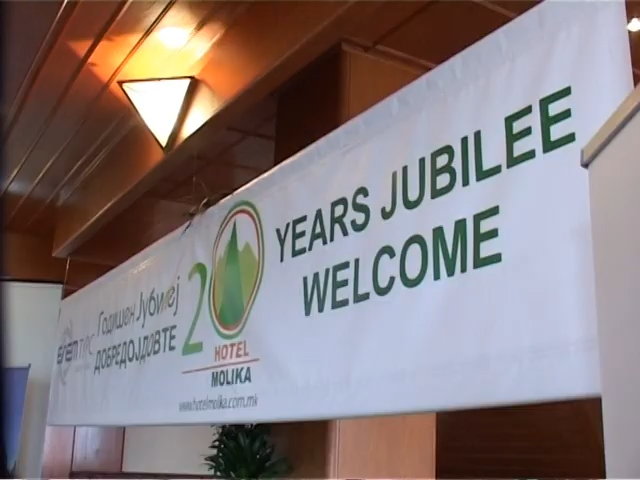 Годишен Јубилеј
ДОБРЕДОЈДОВТЕ
20
YEARS JUBILEE
WELCOME
HOTEL
MOLIKA
www.hotelmolika.com.mk